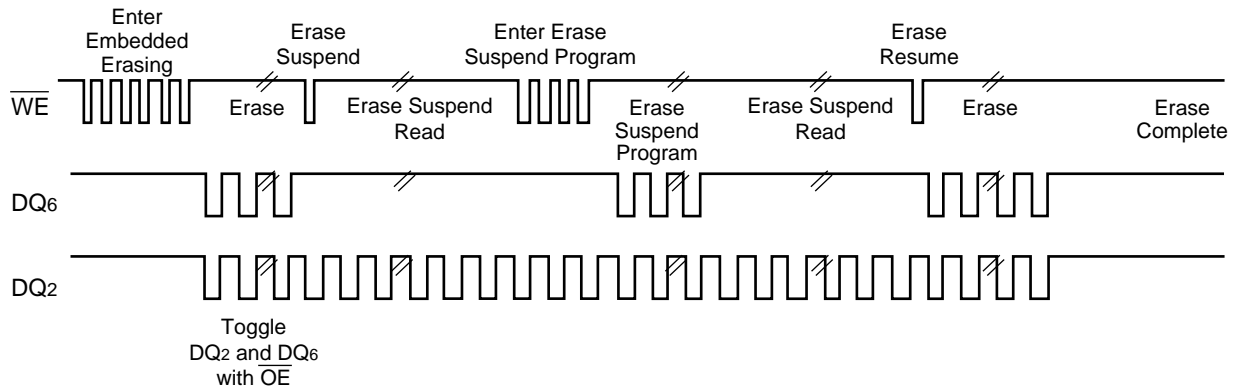 Enter
Embedded
Erasing
Erase
Suspend
Enter Erase
Suspend Program
Erase
Resume
WE
Erase
Erase Suspend
Read
Erase
Suspend
Program
Erase Suspend
Read
Erase
Erase
Complete
DQ6
DQ2
Toggle
DQ2 and DQ6
with OE